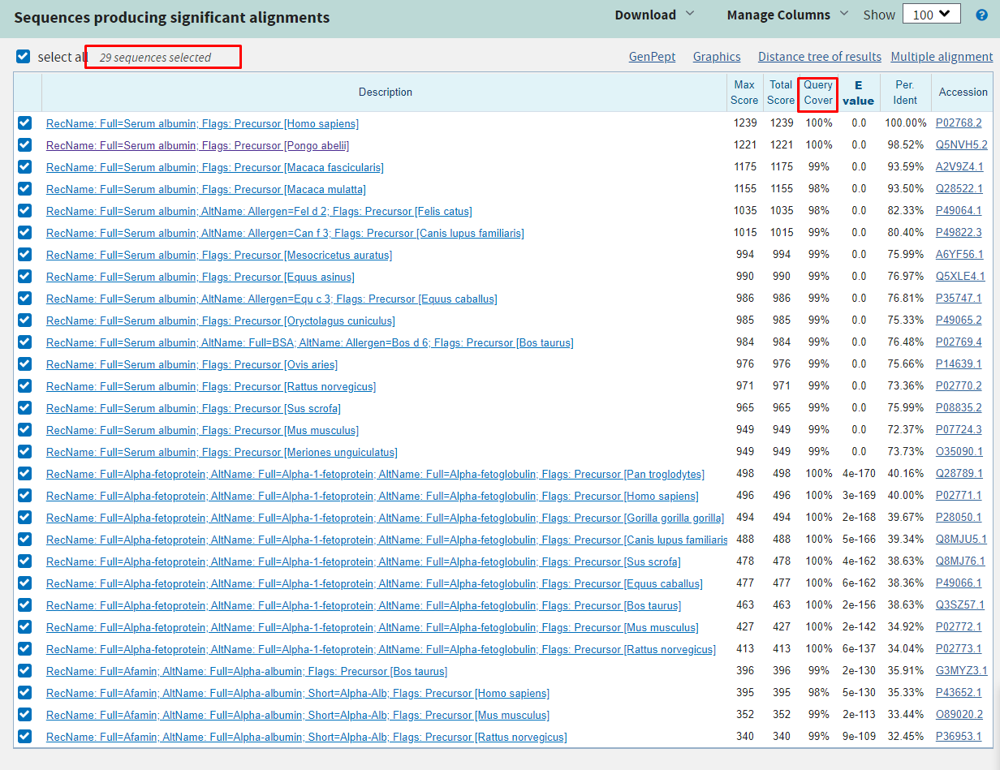 Sequences producing significant alignments Download Manage Columns Show 100 ?
select al 29 sequences selected GenPept Graphics Distance tree of results Multiple alignment
Description Max Score Total Score Query Cover E value Per. Ident Accession
RecName: Full=Serum albumin; Flags: Precursor [Homo sapiens] 1239 1239 100% 0.0 100.00% P02768.2
RecName: Full=Serum albumin; Flags: Precursor [Pongo abelii] 1221 1221 100% 0.0 98.52% Q5NVH5.2
RecName: Full=Serum albumin; Flags: Precursor [Macaca fascicularis] 1175 1175 99% 0.0 93.59% A2V9Z4.1
RecName: Full=Serum albumin; Flags: Precursor [Macaca mulatta] 1155 1155 98% 0.0 93.50% Q28522.1
RecName: Full=Serum albumin; AltName: Allergen=Fel d 2; Flags: Precursor [Felis catus] 1035 1035 98% 0.0 82.33% P49064.1
RecName: Full=Serum albumin; AltName: Allergen=Can f 3; Flags: Precursor [Canis lupus familiaris] 1015 1015 99% 0.0 80.40% P49822.3
RecName: Full=Serum albumin; Flags: Precursor [Mesocricetus auratus] 994 994 99% 0.0 75.99% A6YF56.1
RecName: Full=Serum albumin; Flags: Precursor [Equus asinus] 990 990 99% 0.0 76.97% Q5XLE4.1
RecName: Full=Serum albumin; AltName: Allergen=Equ c 3; Flags: Precursor [Equus caballus] 986 986 99% 0.0 76.81% P35747.1
RecName: Full=Serum albumin; Flags: Precursor [Oryctolagus cuniculus] 985 985 99% 0.0 75.33% P49065.2
RecName: Full=Serum albumin; AltName: Full=BSA; AltName: Allergen=Bos d 6; Flags: Precursor [Bos taurus] 984 984 99% 0.0 76.48% P02769.4
RecName: Full=Serum albumin; Flags: Precursor [Ovis aries] 976 976 99% 0.0 75.66% P14639.1
RecName: Full=Serum albumin; Flags: Precursor [Rattus norvegicus] 971 971 99% 0.0 73.36% P02770.2
RecName: Full=Serum albumin; Flags: Precursor [Sus scrofa] 965 965 99% 0.0 75.99% P08835.2
RecName: Full=Serum albumin; Flags: Precursor [Mus musculus] 949 949 99% 0.0 72.37% P07724.3
RecName: Full=Serum albumin; Flags: Precursor [Meriones unguiculatus] 949 949 99% 0.0 73.73% O35090.1
RecName: Full=Alpha-fetoprotein; AltName: Full=Alpha-1-fetoprotein; AltName: Full=Alpha-fetoglobulin; Flags: Precursor [Pan troglodytes] 498 498 100% 4e-170 40.16% Q28789.1
RecName: Full=Alpha-fetoprotein; AltName: Full=Alpha-1-fetoprotein; AltName: Full=Alpha-fetoglobulin; Flags: Precursor [Homo sapiens] 496 496 100% 3e-169 40.00% P02771.1
RecName: Full=Alpha-fetoprotein; AltName: Full=Alpha-1-fetoprotein; AltName: Full=Alpha-fetoglobulin; Flags: Precursor [Gorilla gorilla gorilla] 494 494 100% 2e-168 39.67% P28050.1
RecName: Full=Alpha-fetoprotein; AltName: Full=Alpha-1-fetoprotein; AltName: Full=Alpha-fetoglobulin; Flags: Precursor [Canis lupus familiaris 488 488 100% 5e-166 39.34% Q8MJU5.1
RecName: Full=Alpha-fetoprotein; AltName: Full=Alpha-1-fetoprotein; AltName: Full=Alpha-fetoglobulin; Flags: Precursor [Sus scrofa] 478 478 100% 4e-162 38.63% Q8MJ76.1
RecName: Full=Alpha-fetoprotein; AltName: Full=Alpha-1-fetoprotein; AltName: Full=Alpha-fetoglobulin; Flags: Precursor [Equus caballus] 477 477 100% 6e-162 38.36% P49066.1
RecName: Full=Alpha-fetoprotein; AltName: Full=Alpha-1-fetoprotein; AltName: Full=Alpha-fetoglobulin; Flags: Precursor [Bos taurus] 463 463 100% 2e-156 38.63% Q3SZ57.1
RecName: Full=Alpha-fetoprotein; AltName: Full=Alpha-1-fetoprotein; AltName: Full=Alpha-fetoglobulin; Flags: Precursor [Mus musculus] 427 427 100% 2e-142 34.92% P02772.1
RecName: Full=Alpha-fetoprotein; AltName: Full=Alpha-1-fetoprotein; AltName: Full=Alpha-fetoglobulin; Flags: Precursor [Rattus norvegicus] 413 413 100% 6e-137 34.04% P02773.1
RecName: Full=Afamin; AltName: Full=Alpha-albumin; Flags: Precursor [Bos taurus] 396 396 99% 2e-130 35.91% G3MYZ3.1
RecName: Full=Afamin; AltName: Full=Alpha-albumin; Short=Alpha-Alb; Flags: Precursor [Homo sapiens] 395 395 98% 5e-130 35.33% P43652.1
RecName: Full=Afamin; AltName: Full=Alpha-albumin; Short=Alpha-Alb; Flags: Precursor [Mus musculus] 352 352 99% 2e-113 33.44% O89020.2
RecName: Full=Afamin; AltName: Full=Alpha-albumin; Short=Alpha-Alb; Flags: Precursor [Rattus norvegicus] 340 340 99% 9e-109 32.45% P36953.1